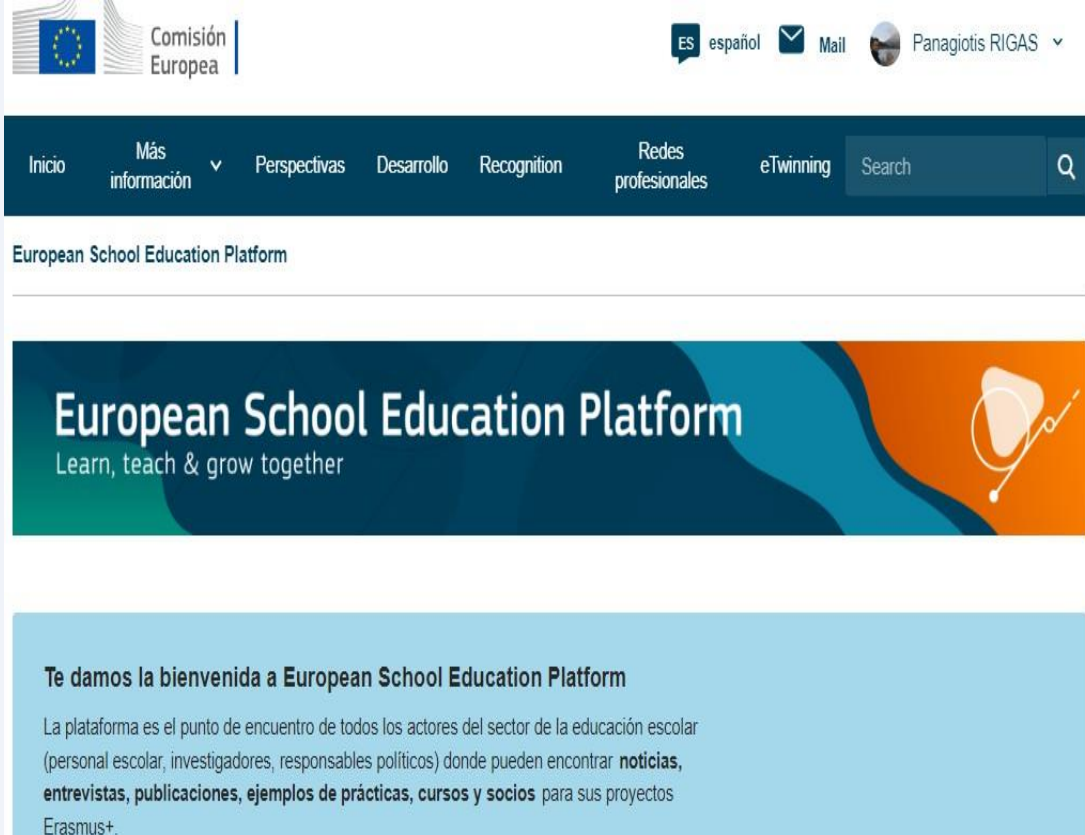 Comisión
Europea
ES español Mail Panagiotis RIGAS
Inicio
Más
información
Perspectivas
Desarrollo
Recognition
Redes
profesionales
eTwinning
Search
European School Education Platform
European School Education Platform
Learn, teach & grow together
Te damos la bienvenida a European School Education Platform
La plataforma es el punto de encuentro de todos los actores del sector de la educación escolar
(personal escolar, investigadores, responsables políticos) donde pueden encontrar noticias,
entrevistas, publicaciones, ejemplos de prácticas, cursos y socios para sus proyectos
Erasmus+.